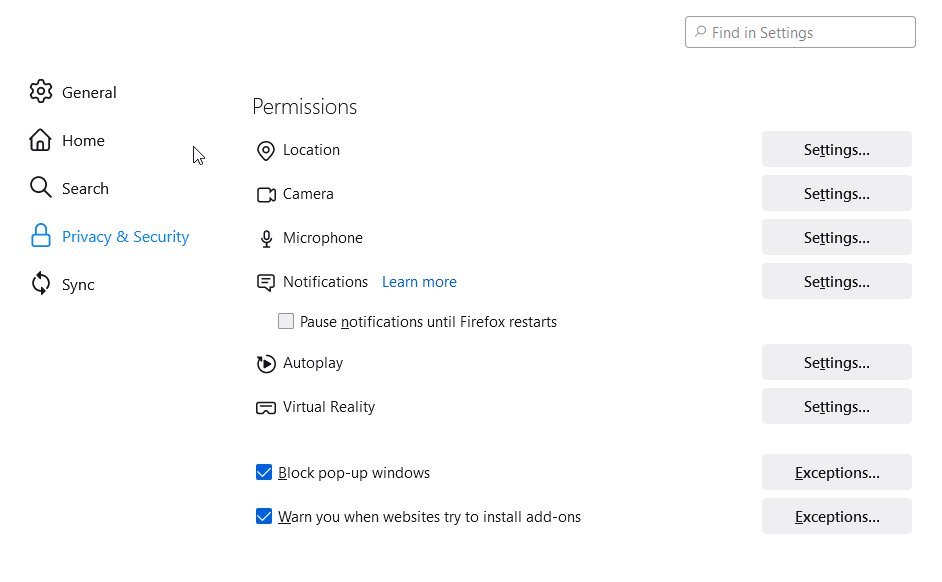 Find in Settings
General
Home
Search
Privacy & Security
Sync
Permissions
Location Settings...
Camera Settings...
Microphone Settings...
Notifications Learn more Settings...
Pause notifications until Firefox restarts
Autoplay Settings...
Virtual Reality Settings...
Block pop-up windows Exceptions...
Warn you when websites try to install add-ons Exceptions...